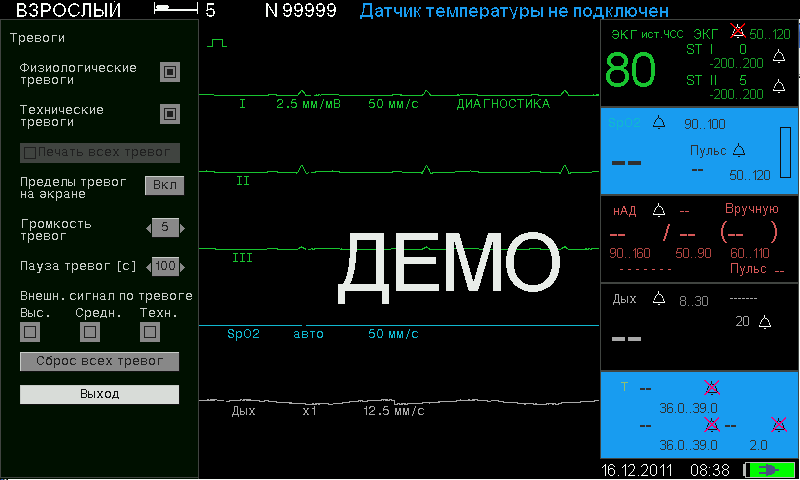 ВЗРОСЛЫЙ 5 N 99999 Датчик температуры не подключен
Тревоги
Физиологические
тревоги
Технические
тревоги
Печать всех тревог
Пределы тревог
на экране
Вкл
Громкость
тревог
5
Пауза тревог [с] 100
Внешн. сигнал по тревоге
Выс. Средн. Техн.
Сброс всех тревог
Выход
I 2.5 мм/мВ 50 мм/с ДИАГНОСТИКА
II
III
ДЕМО
SpO2 авто 50 мм/с
Дых x1 12.5 мм/с
ЭКГ ист.ЧСС ЭКГ 50..120
80
ST I 0
-200..200
ST II 5
-200..200
SpO2 90..100
--
Пульс
--
50..120
нАД -- Вручную
-- / -- (--)
90..160 50..90 60..110
------- Пульс --
Дых 8..30 -------
-- 20
T --
36.0..39.0
-- --
36.0..39.0 2.0
16.12.2011 08:38